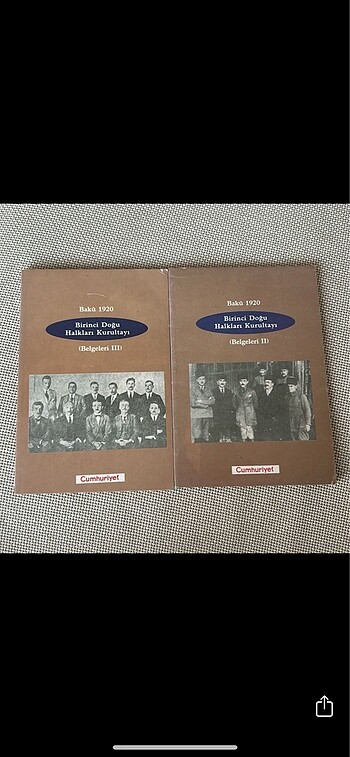 Bakü 1920
Birinci Doğu
Halkları Kurultayı
(Belgeleri III)
Cumhuriyet
Bakü 1920
Birinci Doğu
Halkları Kurultayı
(Belgeleri II)
Cumhuriyet